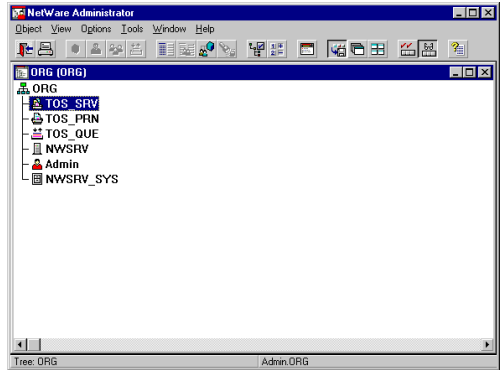 NetWare Administrator
Object View Options Tools Window Help
ORG (ORG)
ORG
TOS_SRV
TOS_PRN
TOS_QUE
NWSRV
Admin
NWSRV_SYS
Tree: ORG Admin.ORG